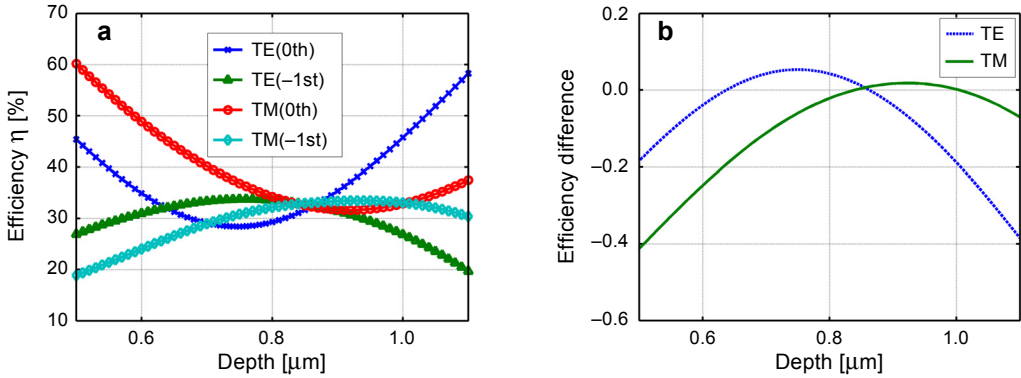 a
TE(0th)
TE(−1st)
TM(0th)
TM(−1st)
70
60
50
40
30
20
10
Efficiency η [%]
0.6
0.8
1.0
Depth [μm]
b
TE
TM
0.2
0.0
−0.2
−0.4
−0.6
Efficiency difference
0.6
0.8
1.0
Depth [μm]